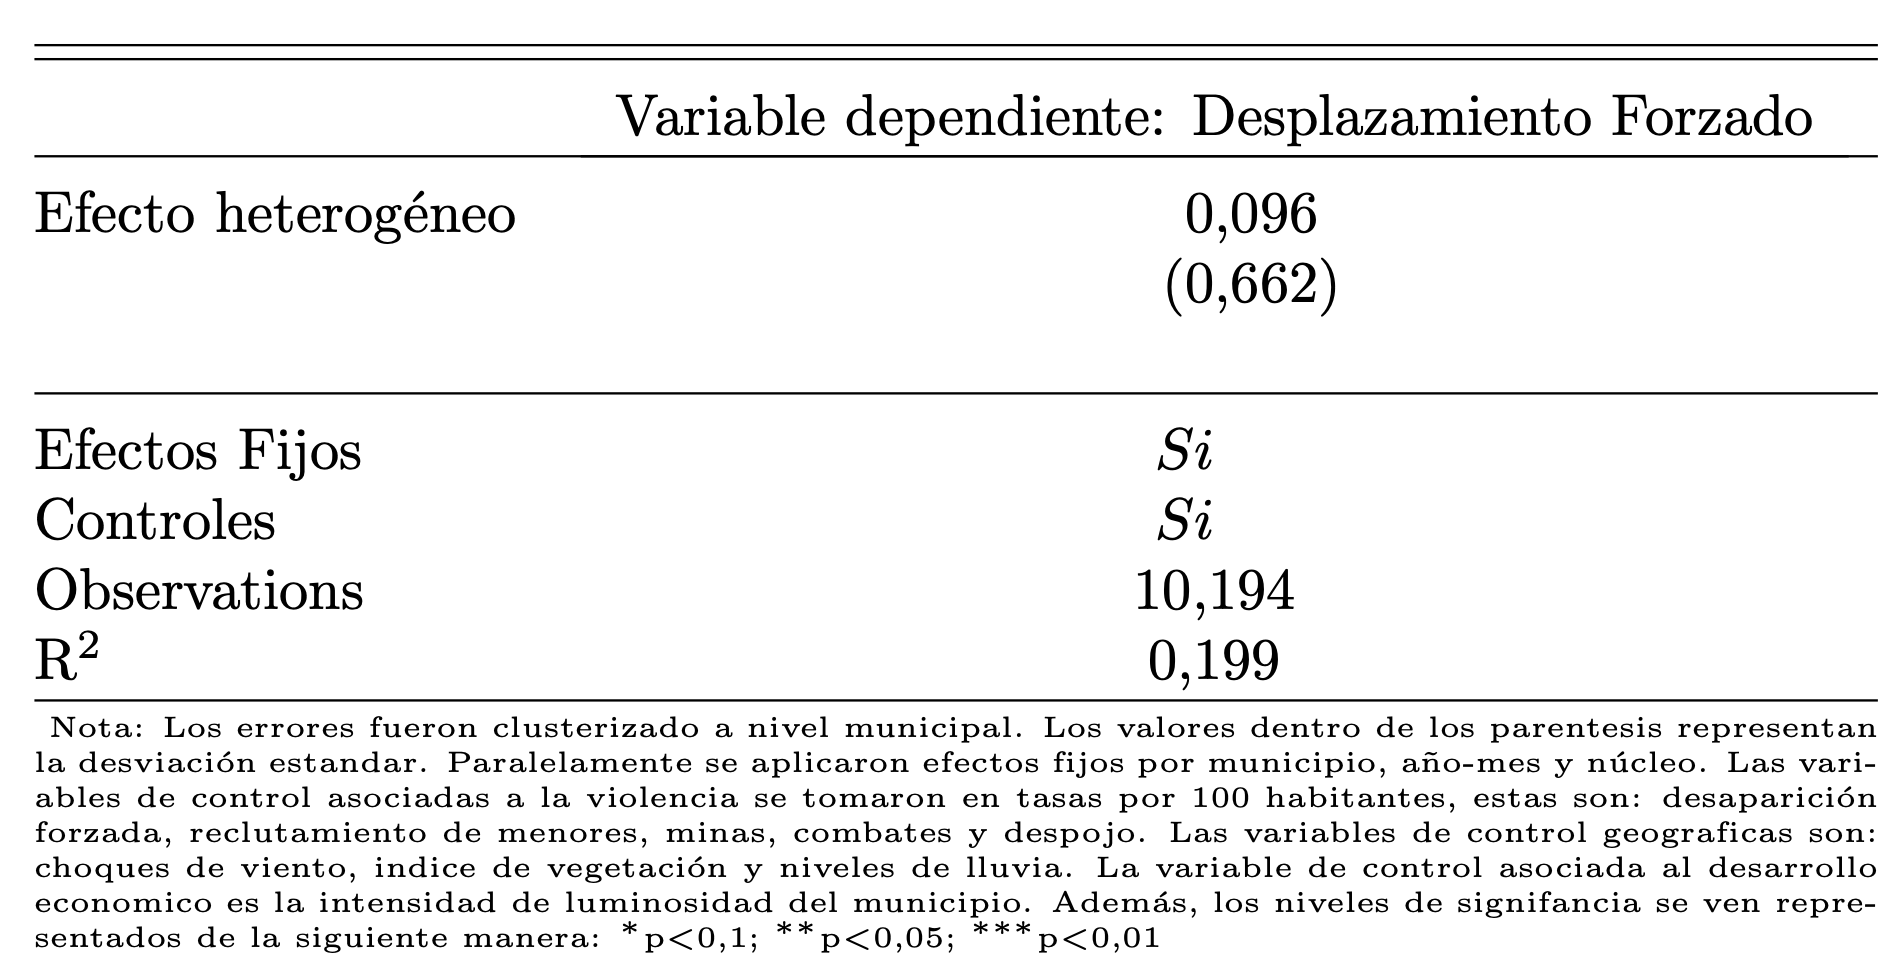 Variable dependiente: Desplazamiento Forzado
Efecto heterogéneo 0,096
(0,662)
Efectos Fijos Si
Controles Si
Observations 10,194
R² 0,199
Nota: Los errores fueron clusterizado a nivel municipal. Los valores dentro de los parentesis representan
la desviación estandar. Paralelamente se aplicaron efectos fijos por municipio, año-mes y núcleo. Las vari-
ables de control asociadas a la violencia se tomaron en tasas por 100 habitantes, estas son: desaparición
forzada, reclutamiento de menores, minas, combates y despojo. Las variables de control geograficas son:
choques de viento, indice de vegetación y niveles de lluvia. La variable de control asociada al desarrollo
economico es la intensidad de luminosidad del municipio. Además, los niveles de signifancia se ven repre-
sentados de la siguiente manera: *p<0,1; **p<0,05; ***p<0,01